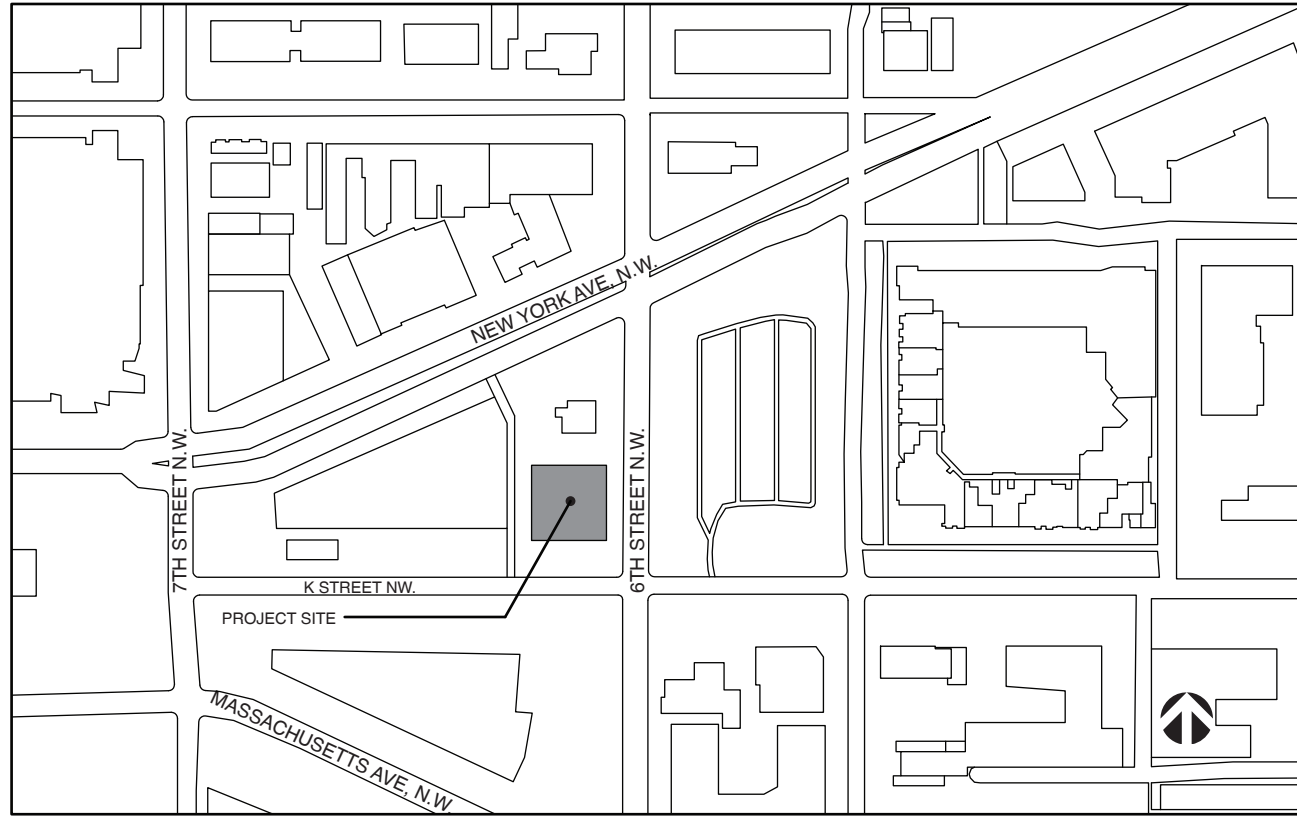 NEW YORK AVE, N.W.
7TH STREET N.W.
6TH STREET N.W.
K STREET NW.
PROJECT SITE
MASSACHUSETTS AVE, N.W.